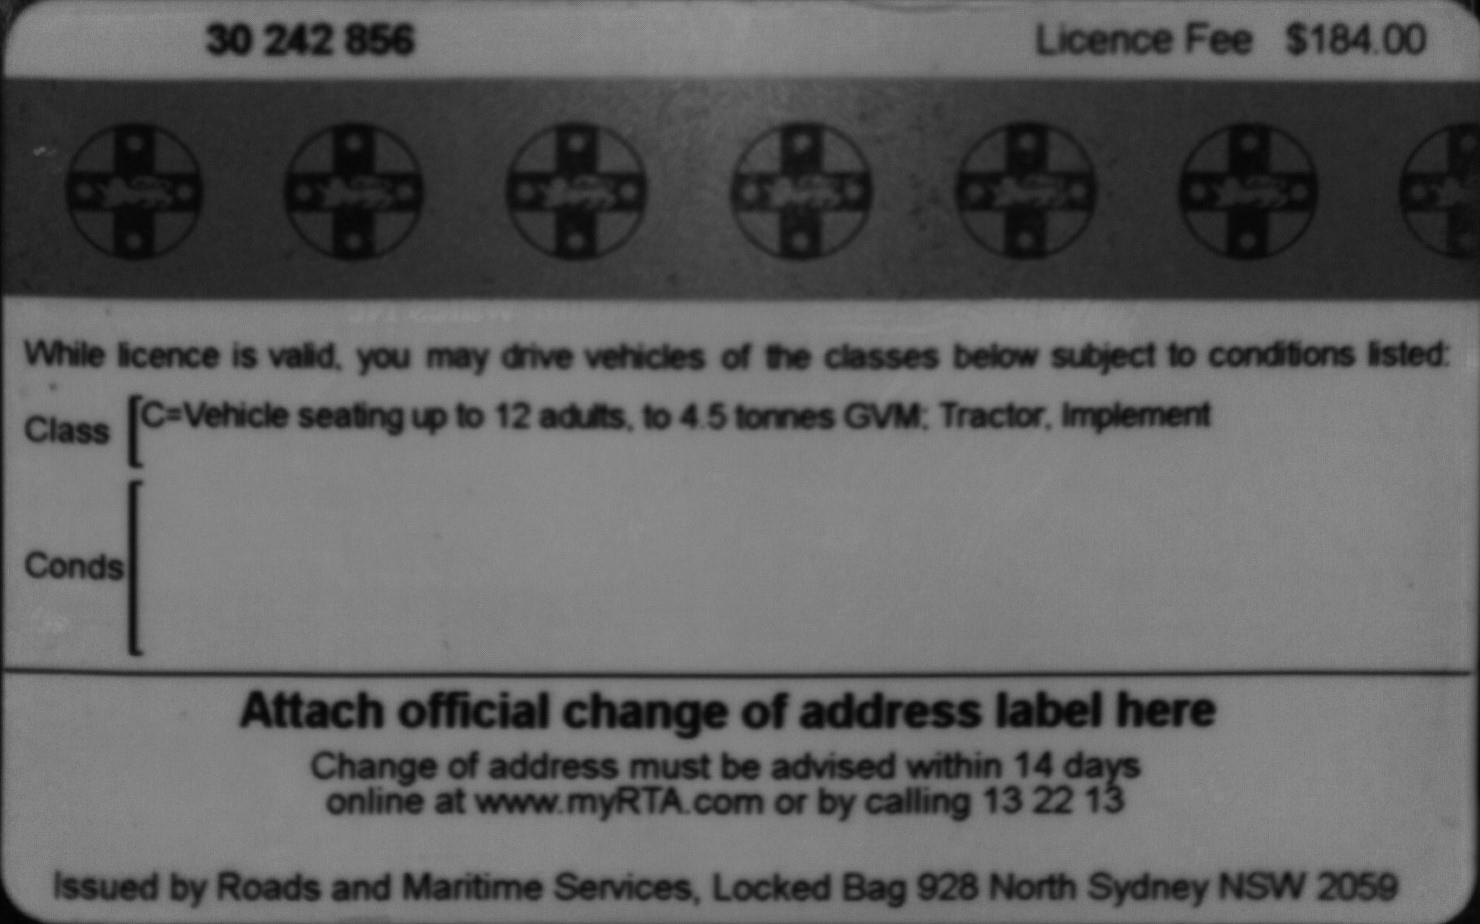 30 242 856 Licence Fee $184.00
While licence is valid, you may drive vehicles of the classes below subject to conditions listed:
Class [C=Vehicle seating up to 12 adults, to 4.5 tonnes GVM; Tractor, Implement
Conds [
Attach official change of address label here
Change of address must be advised within 14 days
online at www.myRTA.com or by calling 13 22 13
Issued by Roads and Maritime Services, Locked Bag 928 North Sydney NSW 2059